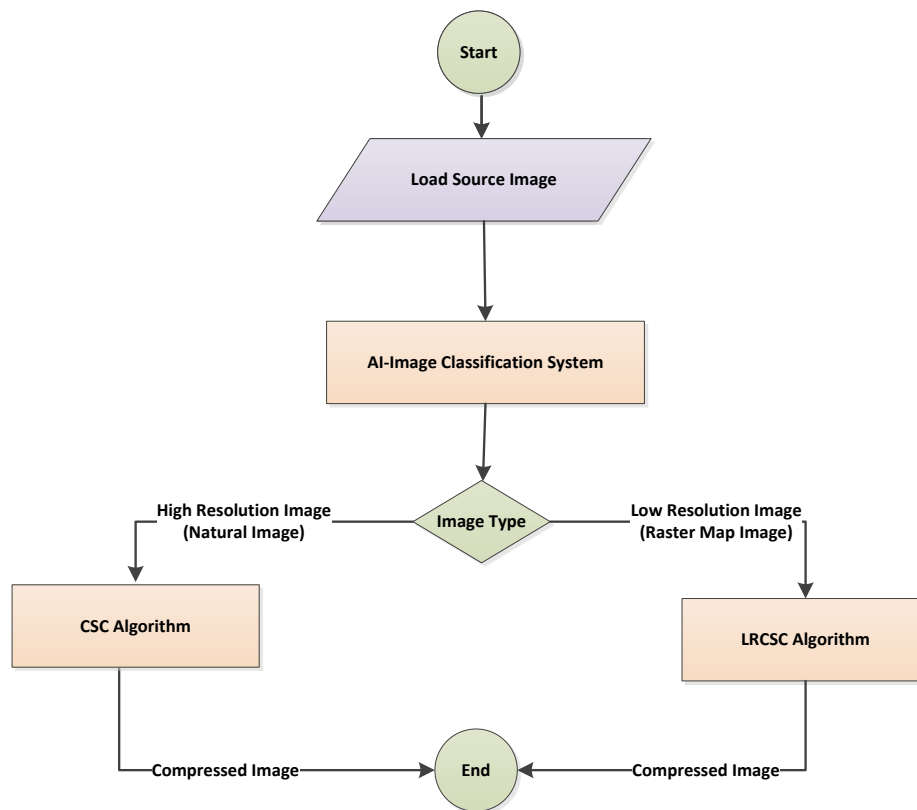 Start
Load Source Image
AI-Image Classification System
Image Type
High Resolution Image
(Natural Image)
Low Resolution Image
(Raster Map Image)
CSC Algorithm
LRCSC Algorithm
Compressed Image
End
Compressed Image